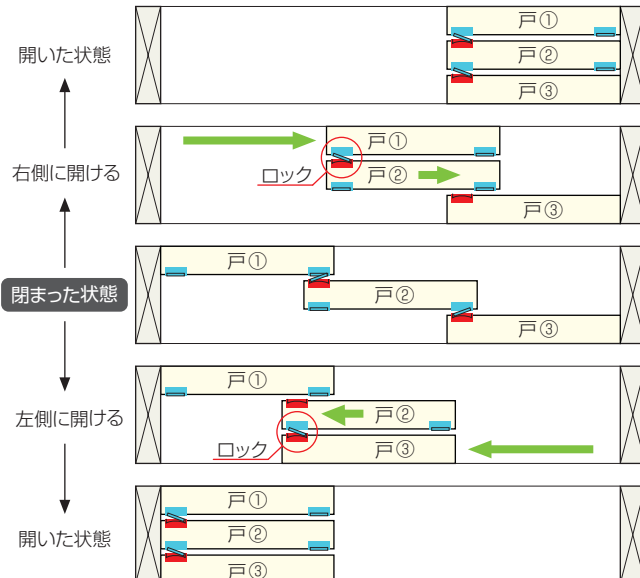 戸①
開いた状態
戸②
戸③
戸①
右側に開ける
ロック
戸②
戸③
戸①
閉まった状態
戸②
戸③
戸①
左側に開ける
戸②
ロック
戸③
戸①
開いた状態
戸②
戸③